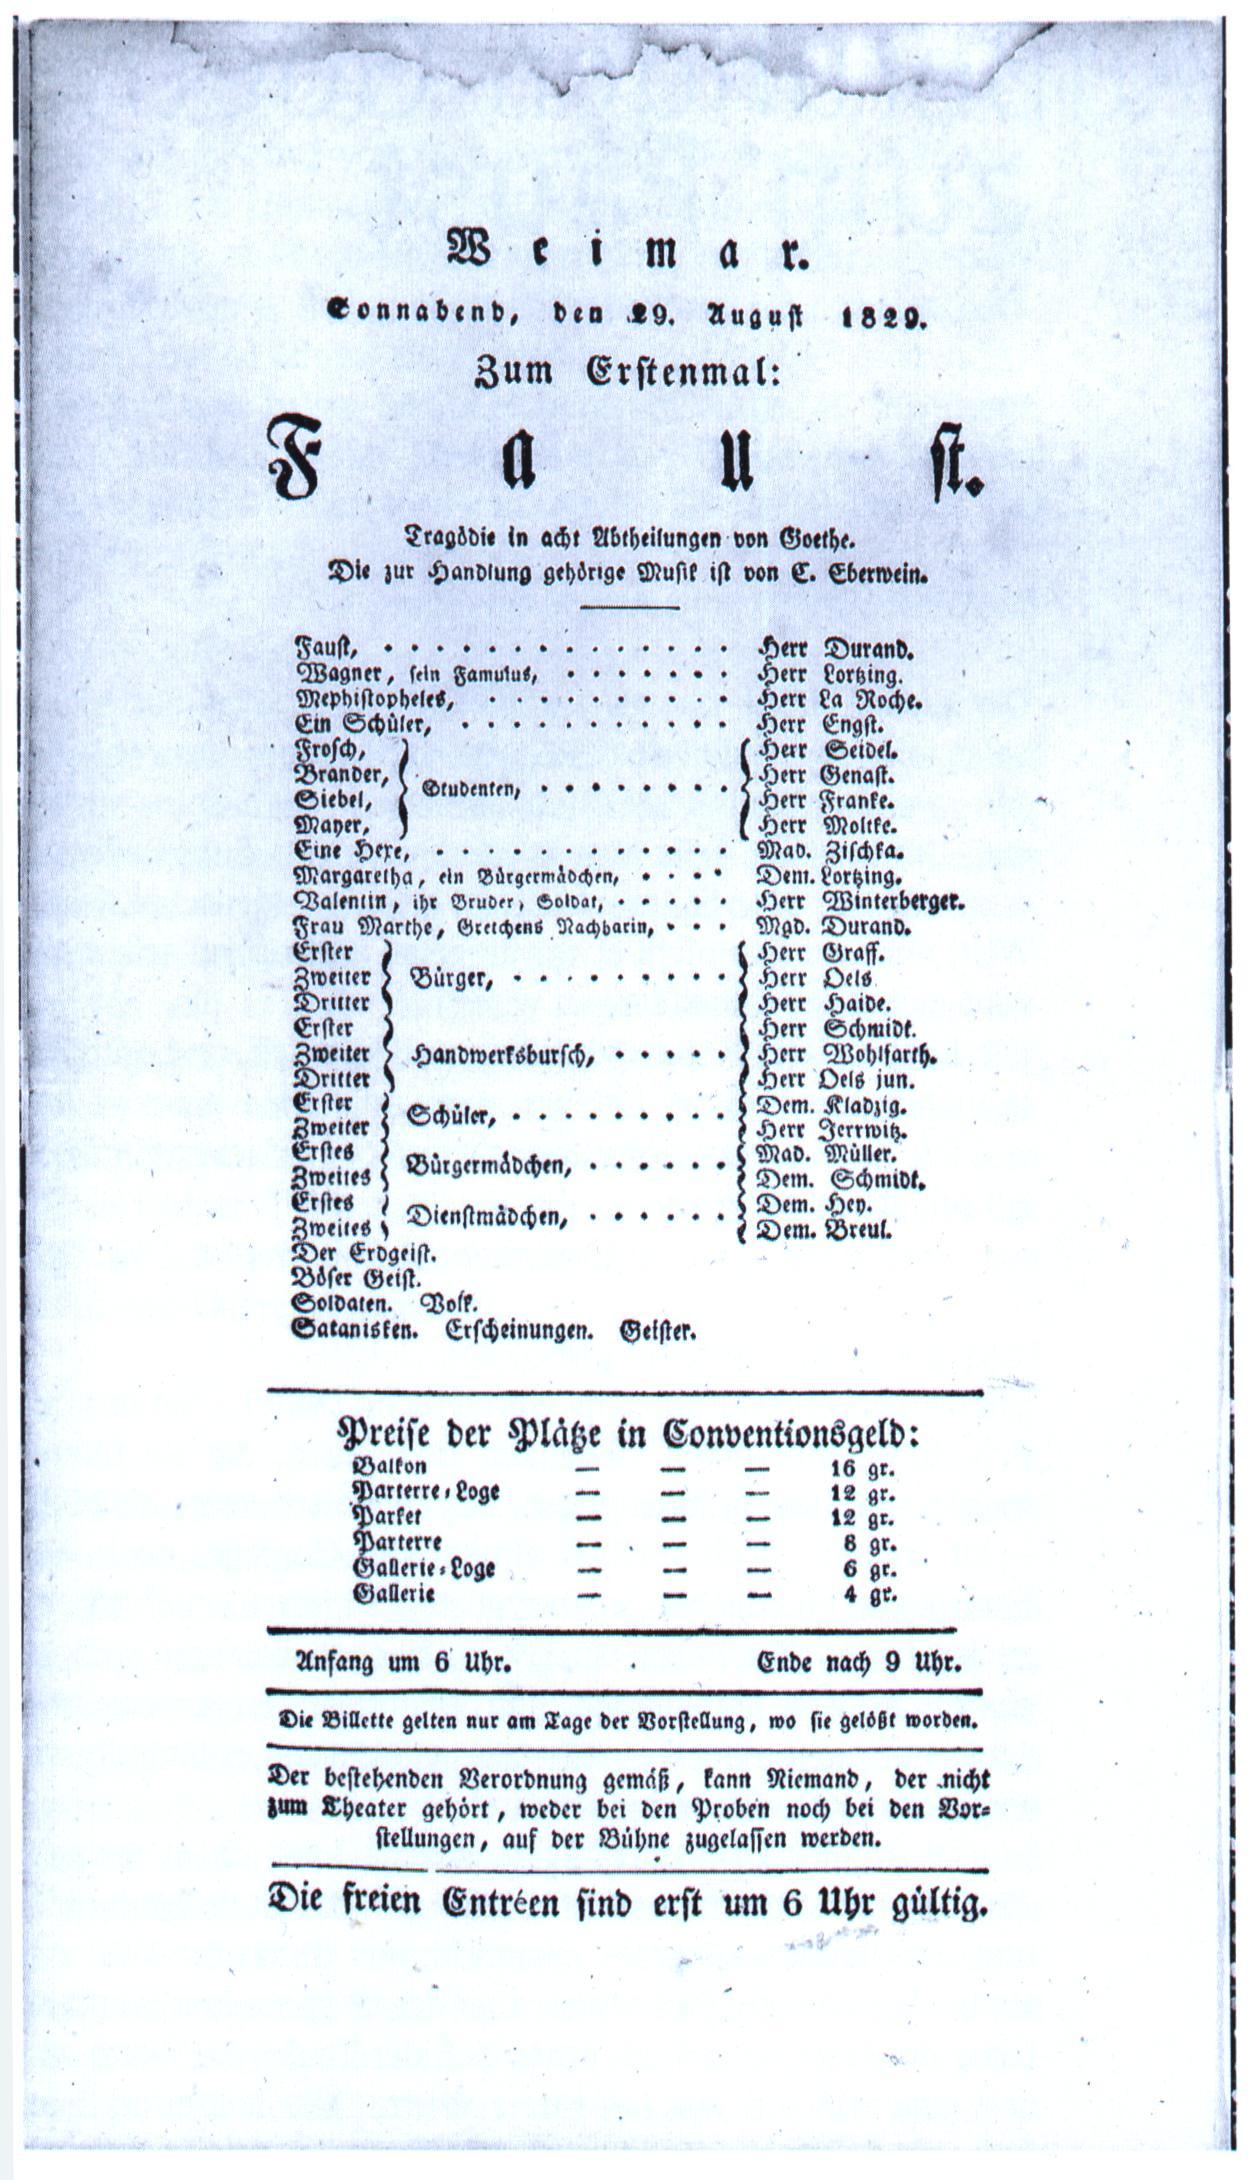 Weimar.
Sonnabend, den 29. August 1829.
Zum Erstenmal:
Faust.
Tragödie in acht Abtheilungen von Goethe.
Die zur Handlung gehörige Musik ist von C. Eberwein.
Faust, . . . . . . . . . . . . . . Herr Durand.
Wagner, sein Famulus, . . . . . . . Herr Lortzing.
Mephistopheles, . . . . . . . . . . Herr La Roche.
Ein Schüler, . . . . . . . . . . . Herr Engst.
Frosch, Herr Seidel.
Brander, Herr Genast.
Studenten, . . . . . . . .
Siebel, Herr Franke.
Mayer, Herr Moltke.
Eine Hexe, . . . . . . . . . . . . Mad. Zischka.
Margaretha, ein Bürgermädchen, . . . . Dem. Lortzing.
Valentin, ihr Bruder, Soldat, . . . . . Herr Winterberger.
Frau Marthe, Gretchens Nachbarin, . . . Mad. Durand.
Erster Herr Graff.
Zweiter Bürger, . . . . . . . . . Herr Oels
Dritter Herr Haide.
Erster Herr Schmidt.
Zweiter Handwerksbursch, . . . . . Herr Wohlfarth.
Dritter Herr Oels jun.
Erster Dem. Kladzig.
Schüler, . . . . . . . . .
Zweiter Herr Jerrwitz.
Erstes Mad. Müller.
Bürgermädchen, . . . . . .
Zweites Dem. Schmidt.
Erstes Dem. Hey.
Dienstmädchen, . . . . . .
Zweites Dem. Breul.
Der Erdgeist.
Böser Geist.
Soldaten. Volk.
Satanisken. Erscheinungen. Geister.
Preise der Plätze in Conventionsgeld:
Balkon — — — 16 gr.
Parterre-Loge — — — 12 gr.
Parket — — — 12 gr.
Parterre — — — 8 gr.
Gallerie-Loge — — — 6 gr.
Gallerie — — — 4 gr.
Anfang um 6 Uhr. Ende nach 9 Uhr.
Die Billette gelten nur am Tage der Vorstellung, wo sie gelößt worden.
Der bestehenden Verordnung gemäß, kann Niemand, der nicht
zum Theater gehört, weder bei den Proben noch bei den Vor-
stellungen, auf der Bühne zugelassen werden.
Die freien Entréen sind erst um 6 Uhr gültig.